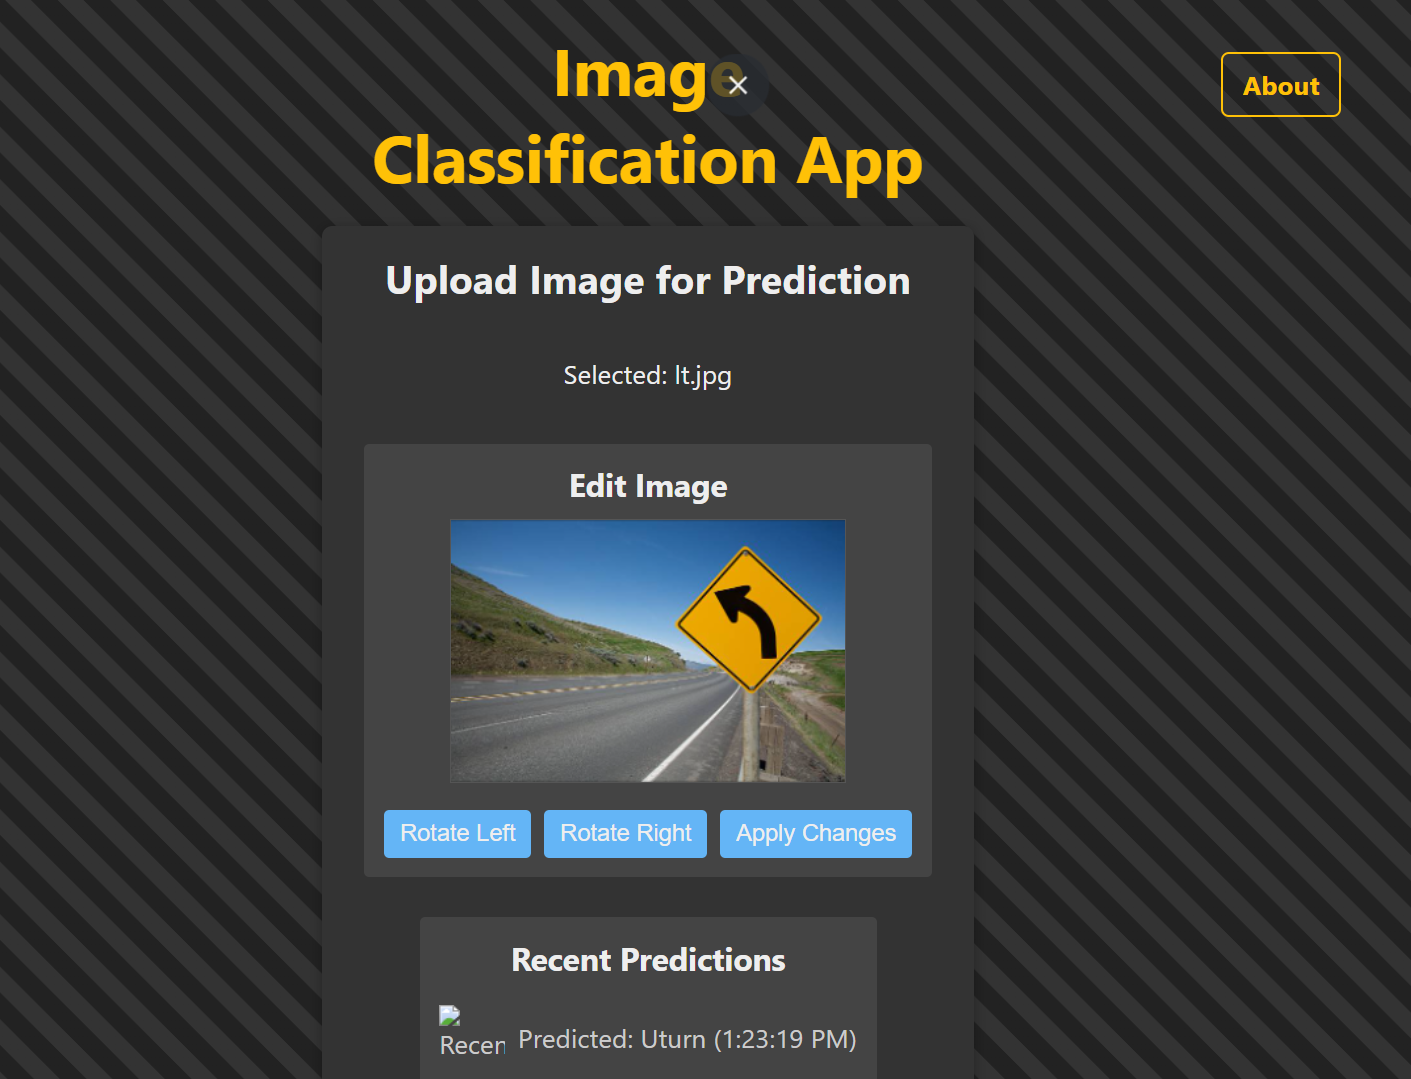 Image
Classification App
About
Upload Image for Prediction
Selected: lt.jpg
Edit Image
Rotate Left
Rotate Right
Apply Changes
Recent Predictions
Recen
Predicted: Uturn (1:23:19 PM)